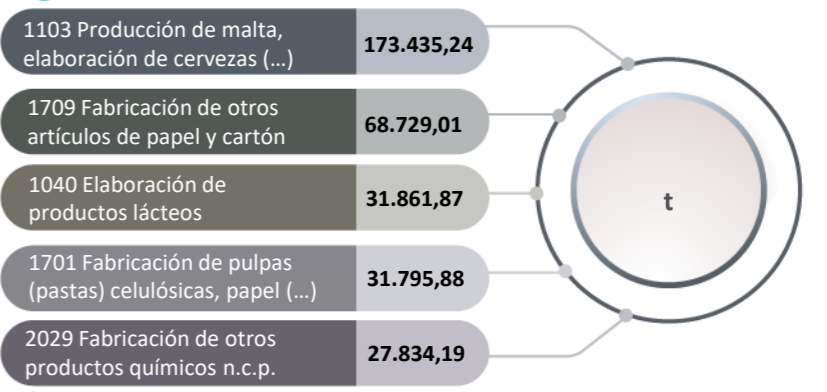 1103 Producción de malta,
elaboración de cervezas (...)
173.435,24
1709 Fabricación de otros
artículos de papel y cartón
68.729,01
1040 Elaboración de
productos lácteos
31.861,87
1701 Fabricación de pulpas
(pastas) celulósicas, papel (...)
31.795,88
2029 Fabricación de otros
productos químicos n.c.p.
27.834,19
t